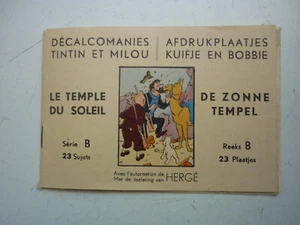 DÉCALCOMANIES
TINTIN ET MILOU
AFDRUKPLAATJES
KUIFJE EN BOBBIE
LE TEMPLE
DU SOLEIL
Série B
23 Sujets
DE ZONNE
TEMPEL
Reeks B
23 Plaatjes
Avec l'autorisation de
Met de toelating van HERGÉ